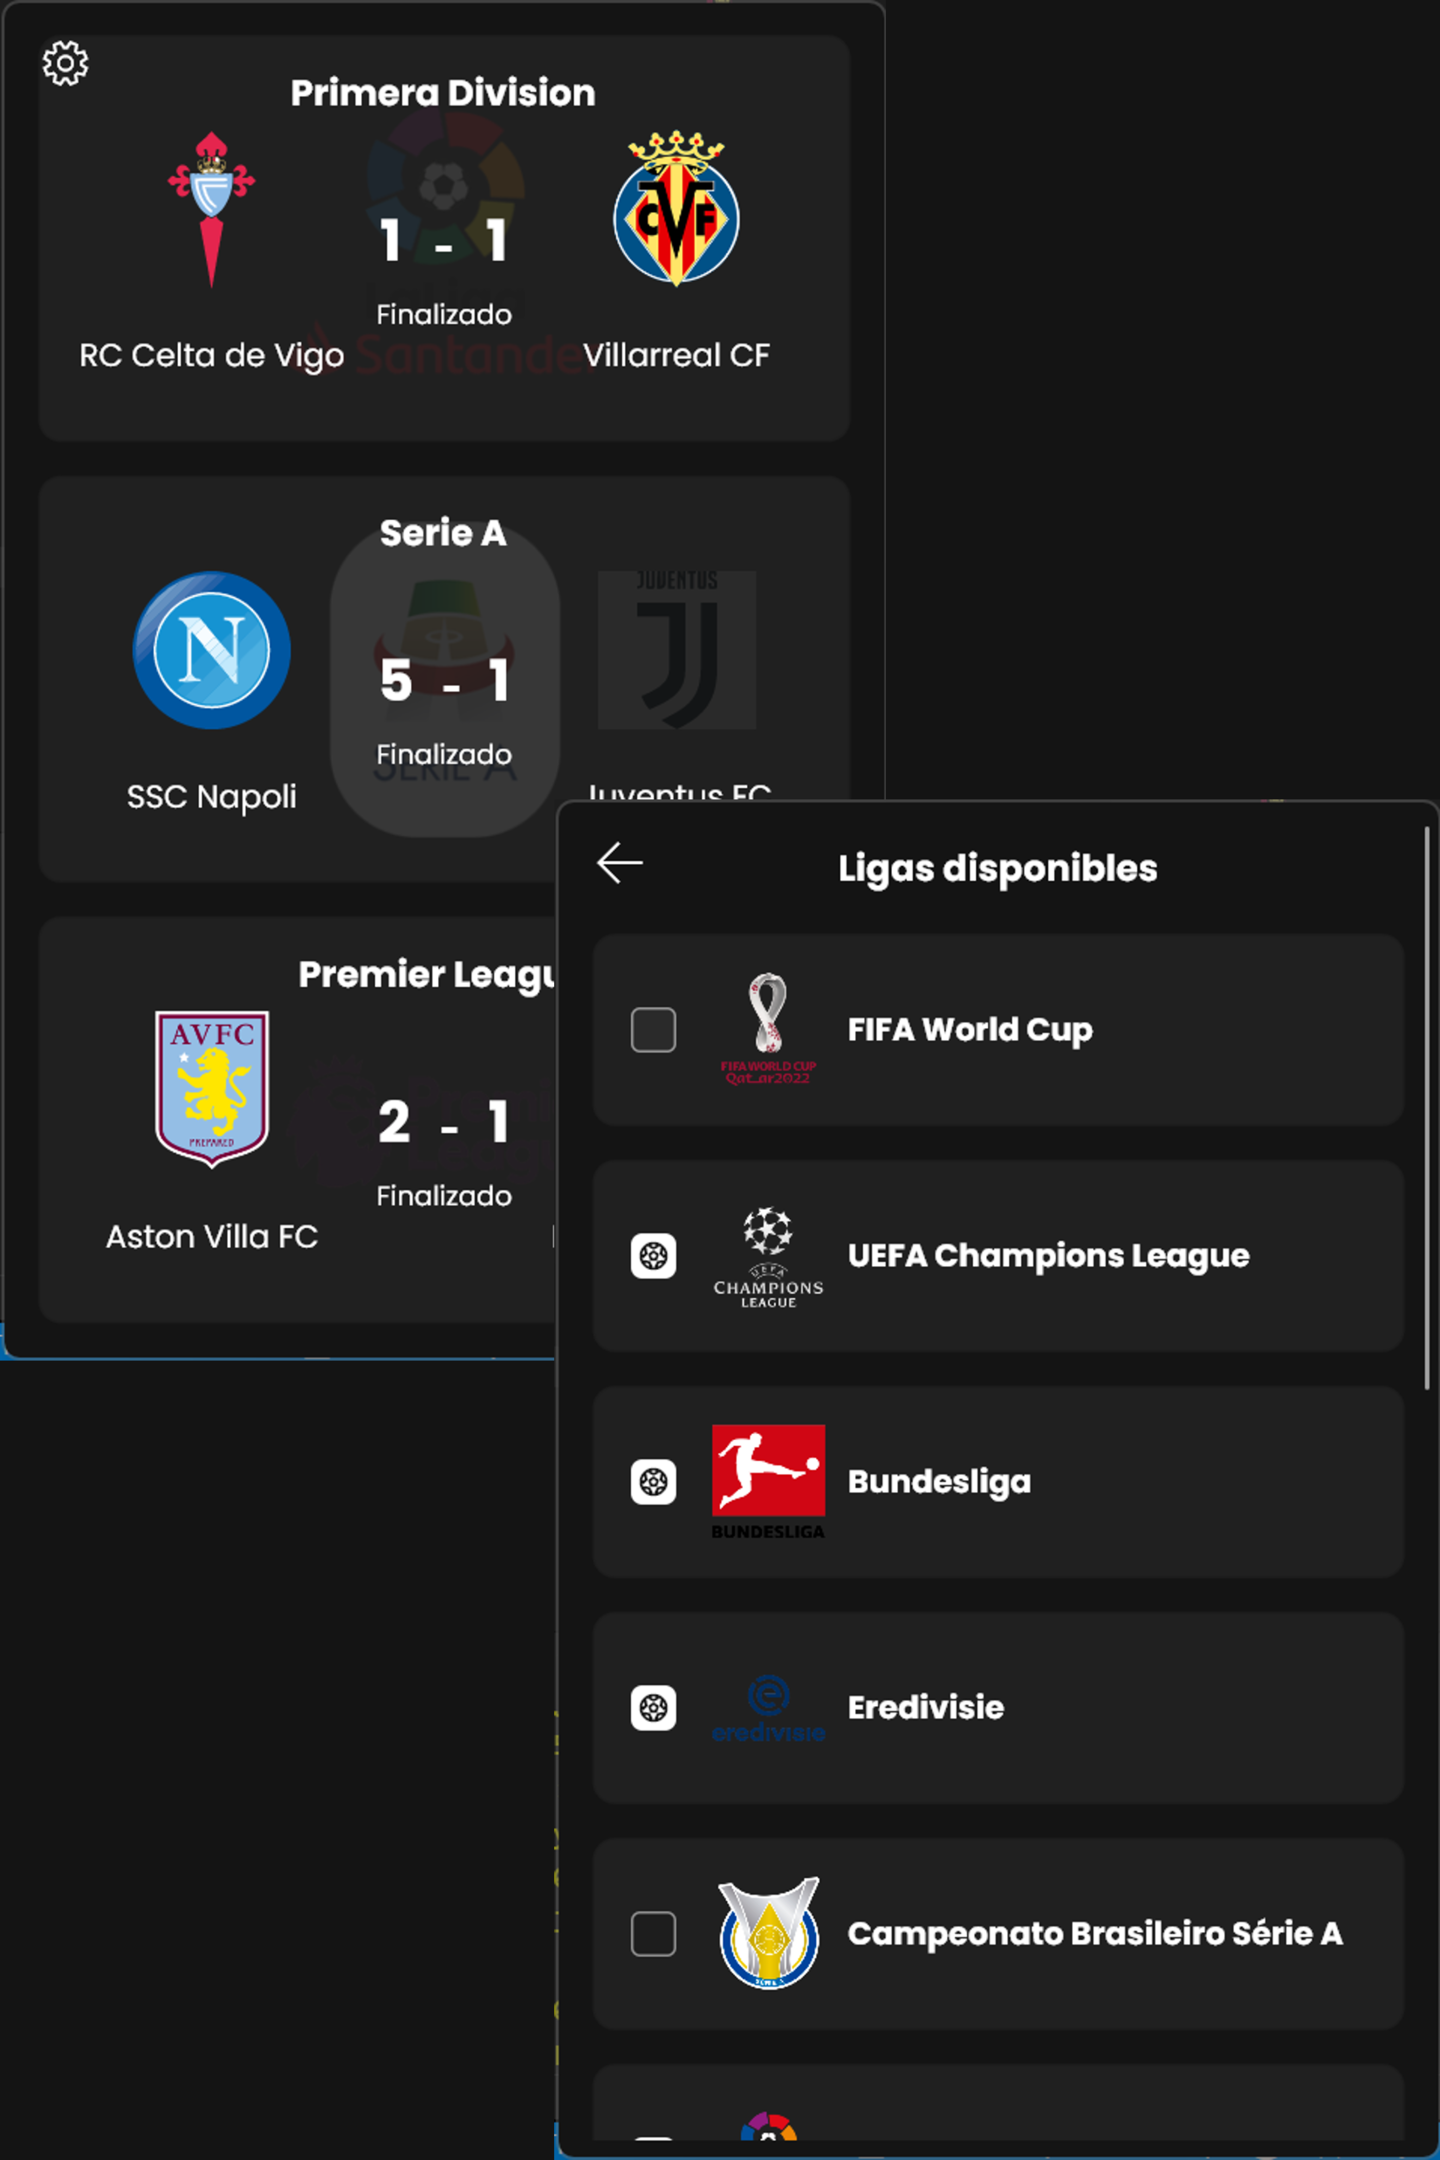 Primera Division
CVF
1 - 1
Finalizado
Santander
RC Celta de Vigo
Villarreal CF
Serie A
JUVENTUS
N
5 - 1
Finalizado
SERIE A
SSC Napoli
Juventus FC
Premier Leagu
AVFC
PREPARED
2 - 1
Finalizado
Aston Villa FC
Ligas disponibles
FIFA WORLD CUP
Qatar2022
FIFA World Cup
UEFA
CHAMPIONS
LEAGUE
UEFA Champions League
BUNDESLIGA
Bundesliga
eredivisie
Eredivisie
Campeonato Brasileiro Série A